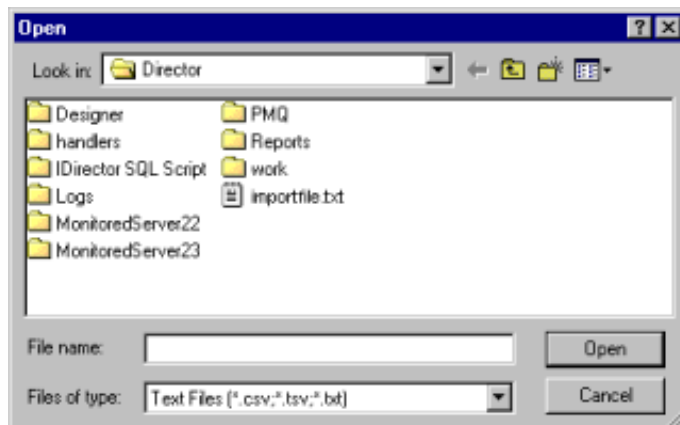 Open
Look in: Director
Designer
handlers
IDirector SQL Script
Logs
MonitoredServer22
MonitoredServer23
PMQ
Reports
work
importfile.txt
File name: Open
Files of type: Text Files (*.csv;*.tsv;*.txt) Cancel